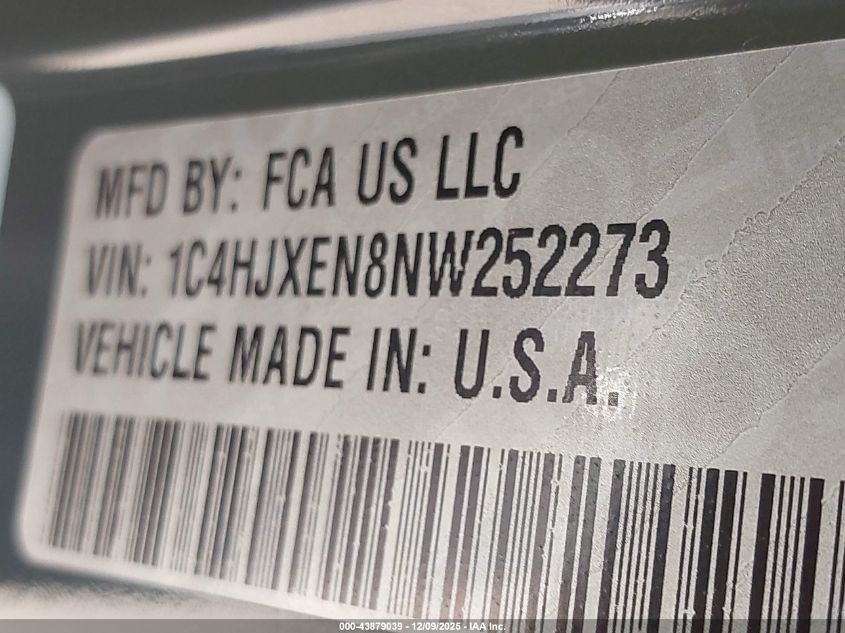 MFD BY: FCA US LLC
VIN: 1C4HJXEN8NW252273
VEHICLE MADE IN: U.S.A.
000-43879039 - 12/09/2025 - IAA Inc.